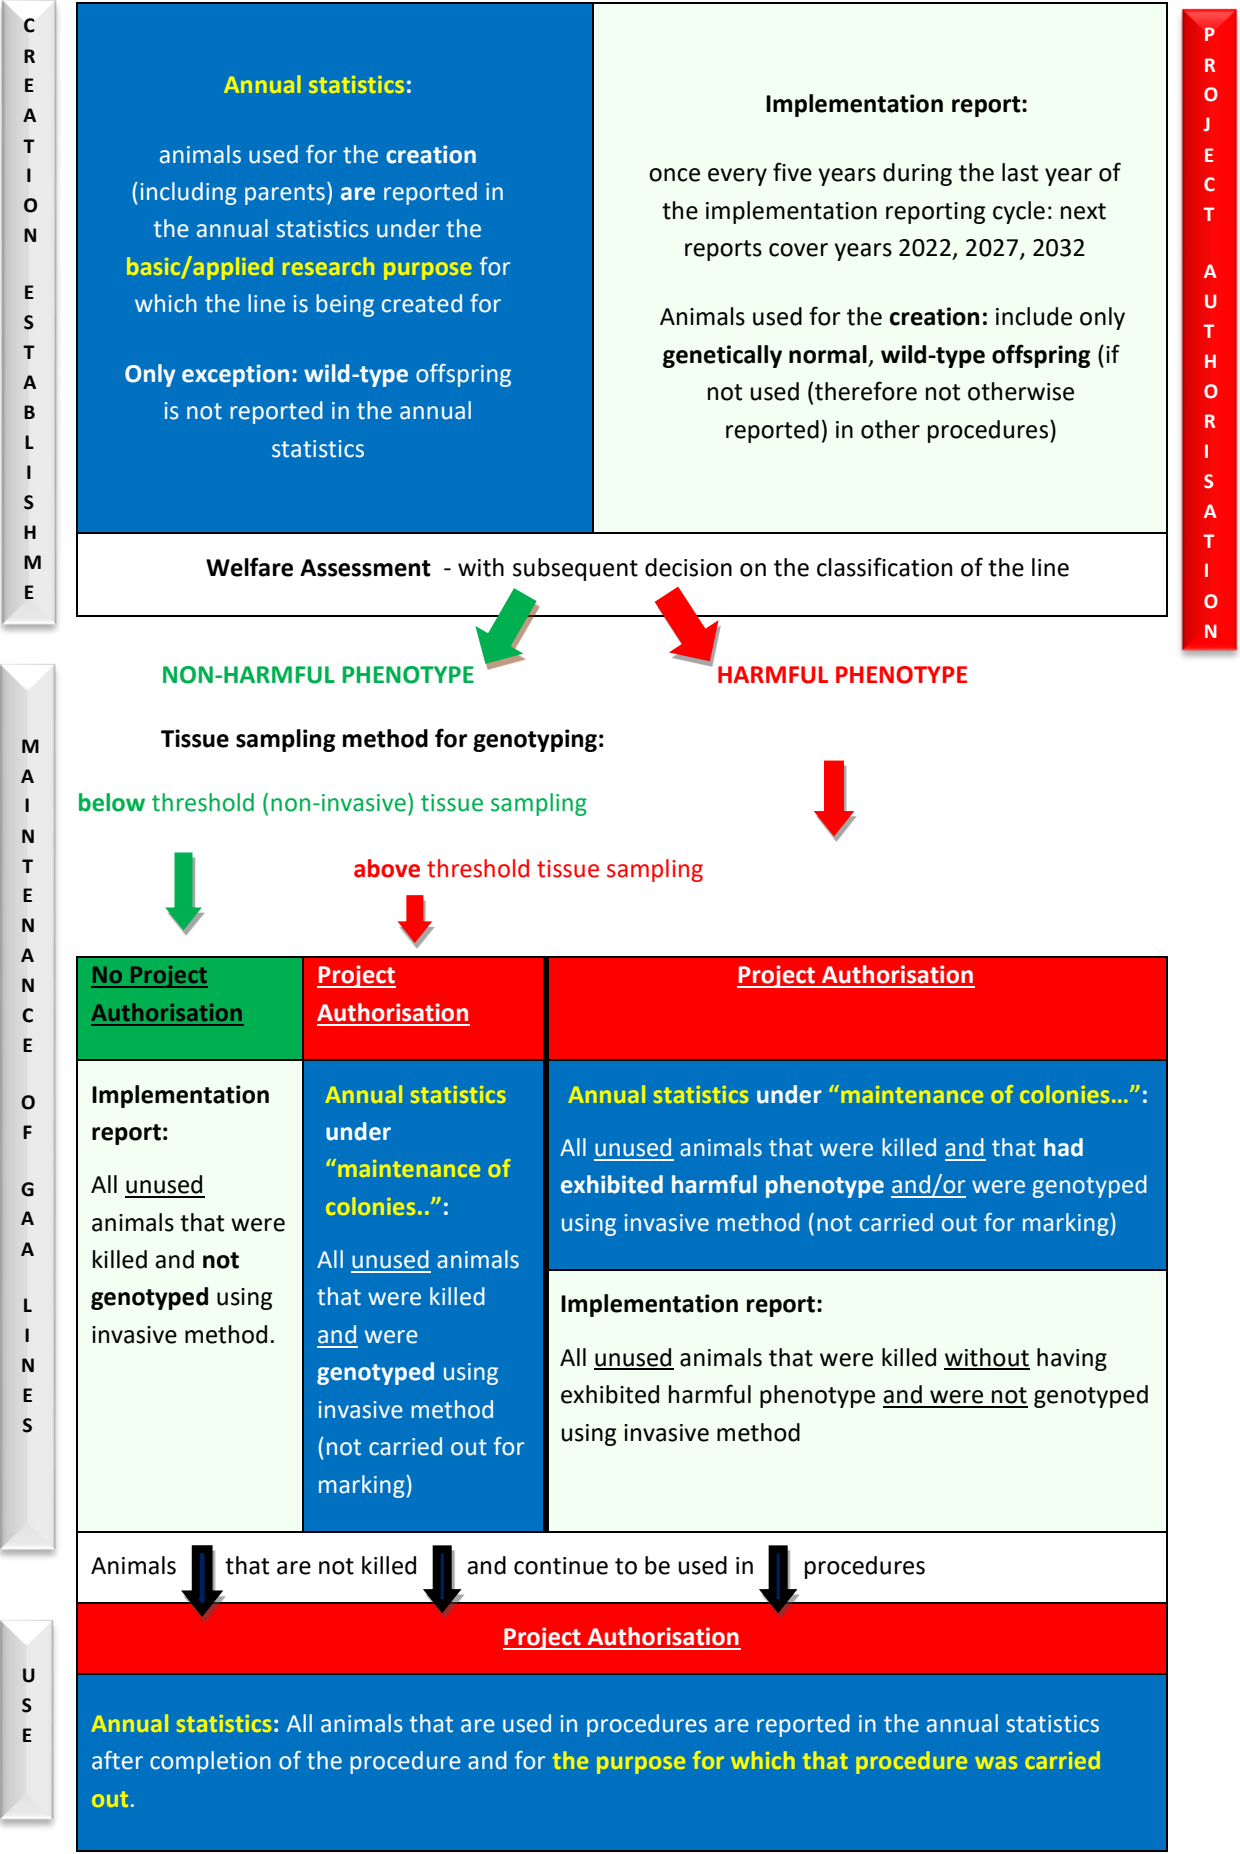 CREATION ESTABLISHME
Annual statistics:
animals used for the creation
(including parents) are reported in
the annual statistics under the
basic/applied research purpose for
which the line is being created for
Only exception: wild-type offspring
is not reported in the annual
statistics
Implementation report:
once every five years during the last year of
the implementation reporting cycle: next
reports cover years 2022, 2027, 2032
Animals used for the creation: include only
genetically normal, wild-type offspring (if
not used (therefore not otherwise
reported) in other procedures)
PROJECT AUTHORISATION
Welfare Assessment - with subsequent decision on the classification of the line
NON-HARMFUL PHENOTYPE
HARMFUL PHENOTYPE
MAINTENANCE OF GAA LINES
Tissue sampling method for genotyping:
below threshold (non-invasive) tissue sampling
above threshold tissue sampling
No Project
Authorisation
Implementation
report:
All unused
animals that were
killed and not
genotyped using
invasive method.
Project
Authorisation
Annual statistics
under
“maintenance of
colonies..”:
All unused animals
that were killed
and were
genotyped using
invasive method
(not carried out for
marking)
Project Authorisation
Annual statistics under “maintenance of colonies…”:
All unused animals that were killed and that had
exhibited harmful phenotype and/or were genotyped
using invasive method (not carried out for marking)
Implementation report:
All unused animals that were killed without having
exhibited harmful phenotype and were not genotyped
using invasive method
Animals that are not killed and continue to be used in procedures
USE
Project Authorisation
Annual statistics: All animals that are used in procedures are reported in the annual statistics
after completion of the procedure and for the purpose for which that procedure was carried
out.